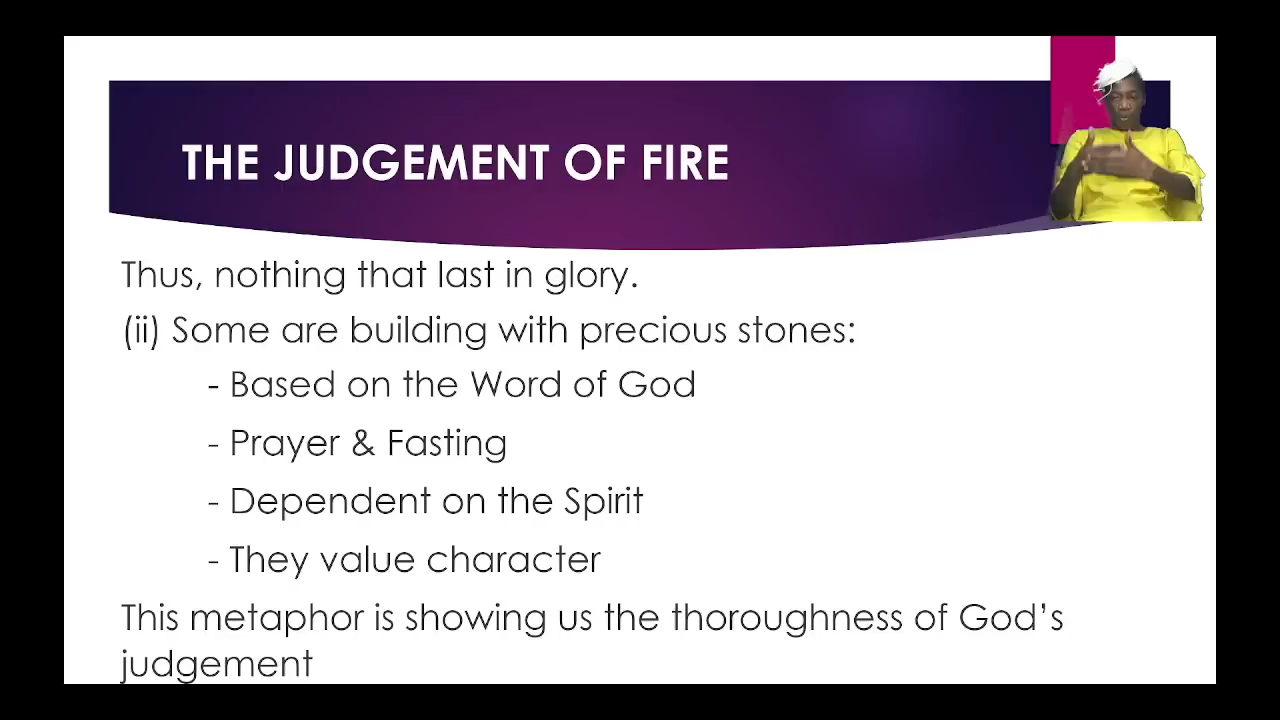 THE JUDGEMENT OF FIRE
Thus, nothing that last in glory.
(ii) Some are building with precious stones:
- Based on the Word of God
- Prayer & Fasting
- Dependent on the Spirit
- They value character
This metaphor is showing us the thoroughness of God’s
judgement